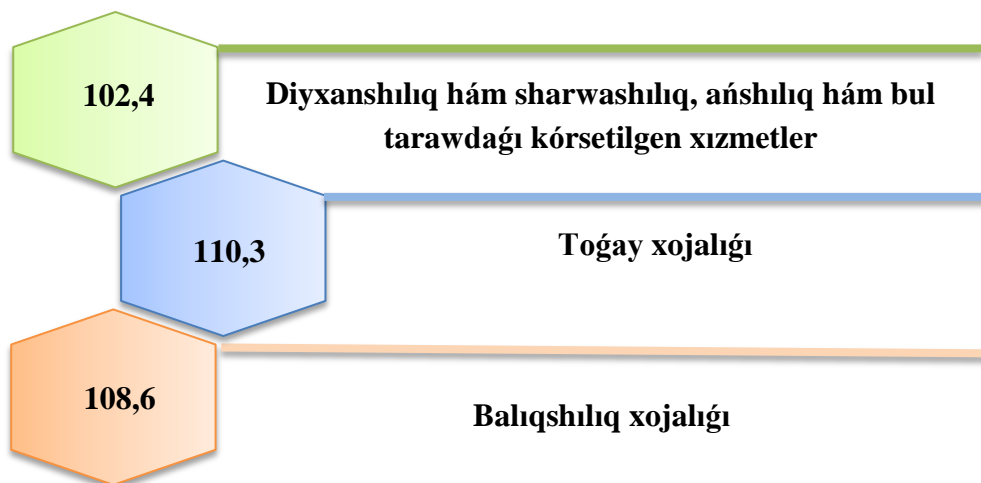 102,4
Diyxanshılıq hám sharwashılıq, ańshılıq hám bul
tarawdaǵı kórsetilgen xızmetler
110,3
Toǵay xojalıǵı
108,6
Balıqshılıq xojalıǵı